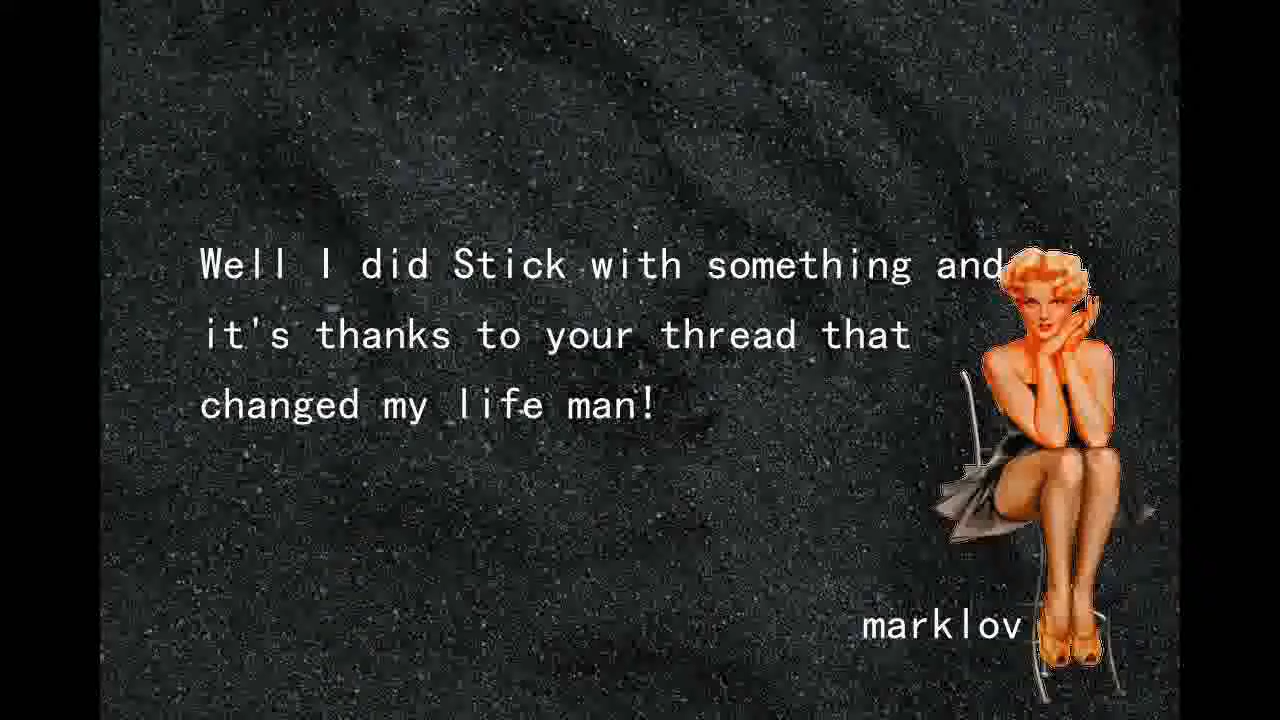 Well I did Stick with something and
it's thanks to your thread that
changed my life man!
marklov